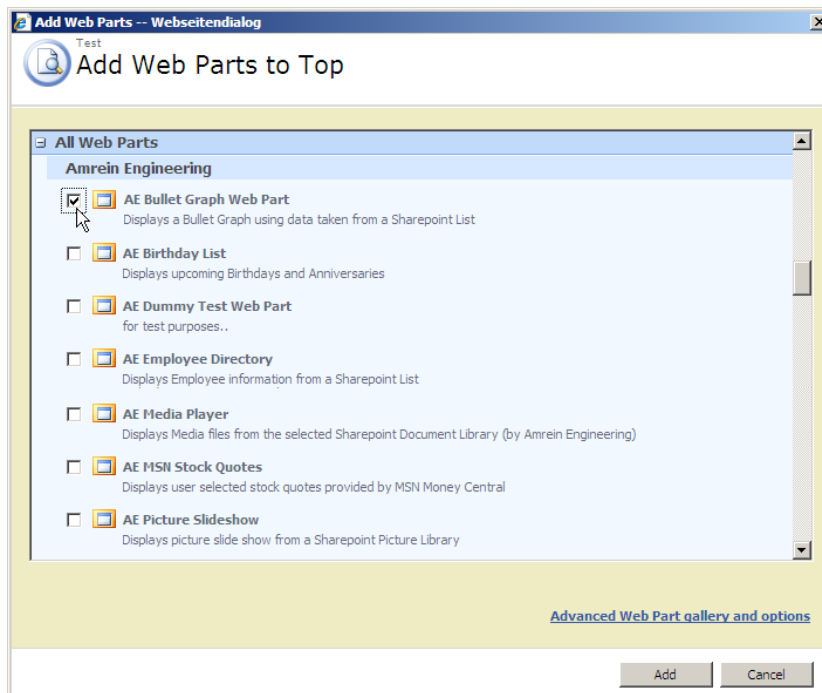 Add Web Parts -- Webseitendialog
Test
Add Web Parts to Top
All Web Parts
Amrein Engineering
AE Bullet Graph Web Part
Displays a Bullet Graph using data taken from a Sharepoint List
AE Birthday List
Displays upcoming Birthdays and Anniversaries
AE Dummy Test Web Part
for test purposes..
AE Employee Directory
Displays Employee information from a Sharepoint List
AE Media Player
Displays Media files from the selected Sharepoint Document Library (by Amrein Engineering)
AE MSN Stock Quotes
Displays user selected stock quotes provided by MSN Money Central
AE Picture Slideshow
Displays picture slide show from a Sharepoint Picture Library
Advanced Web Part gallery and options
Add Cancel